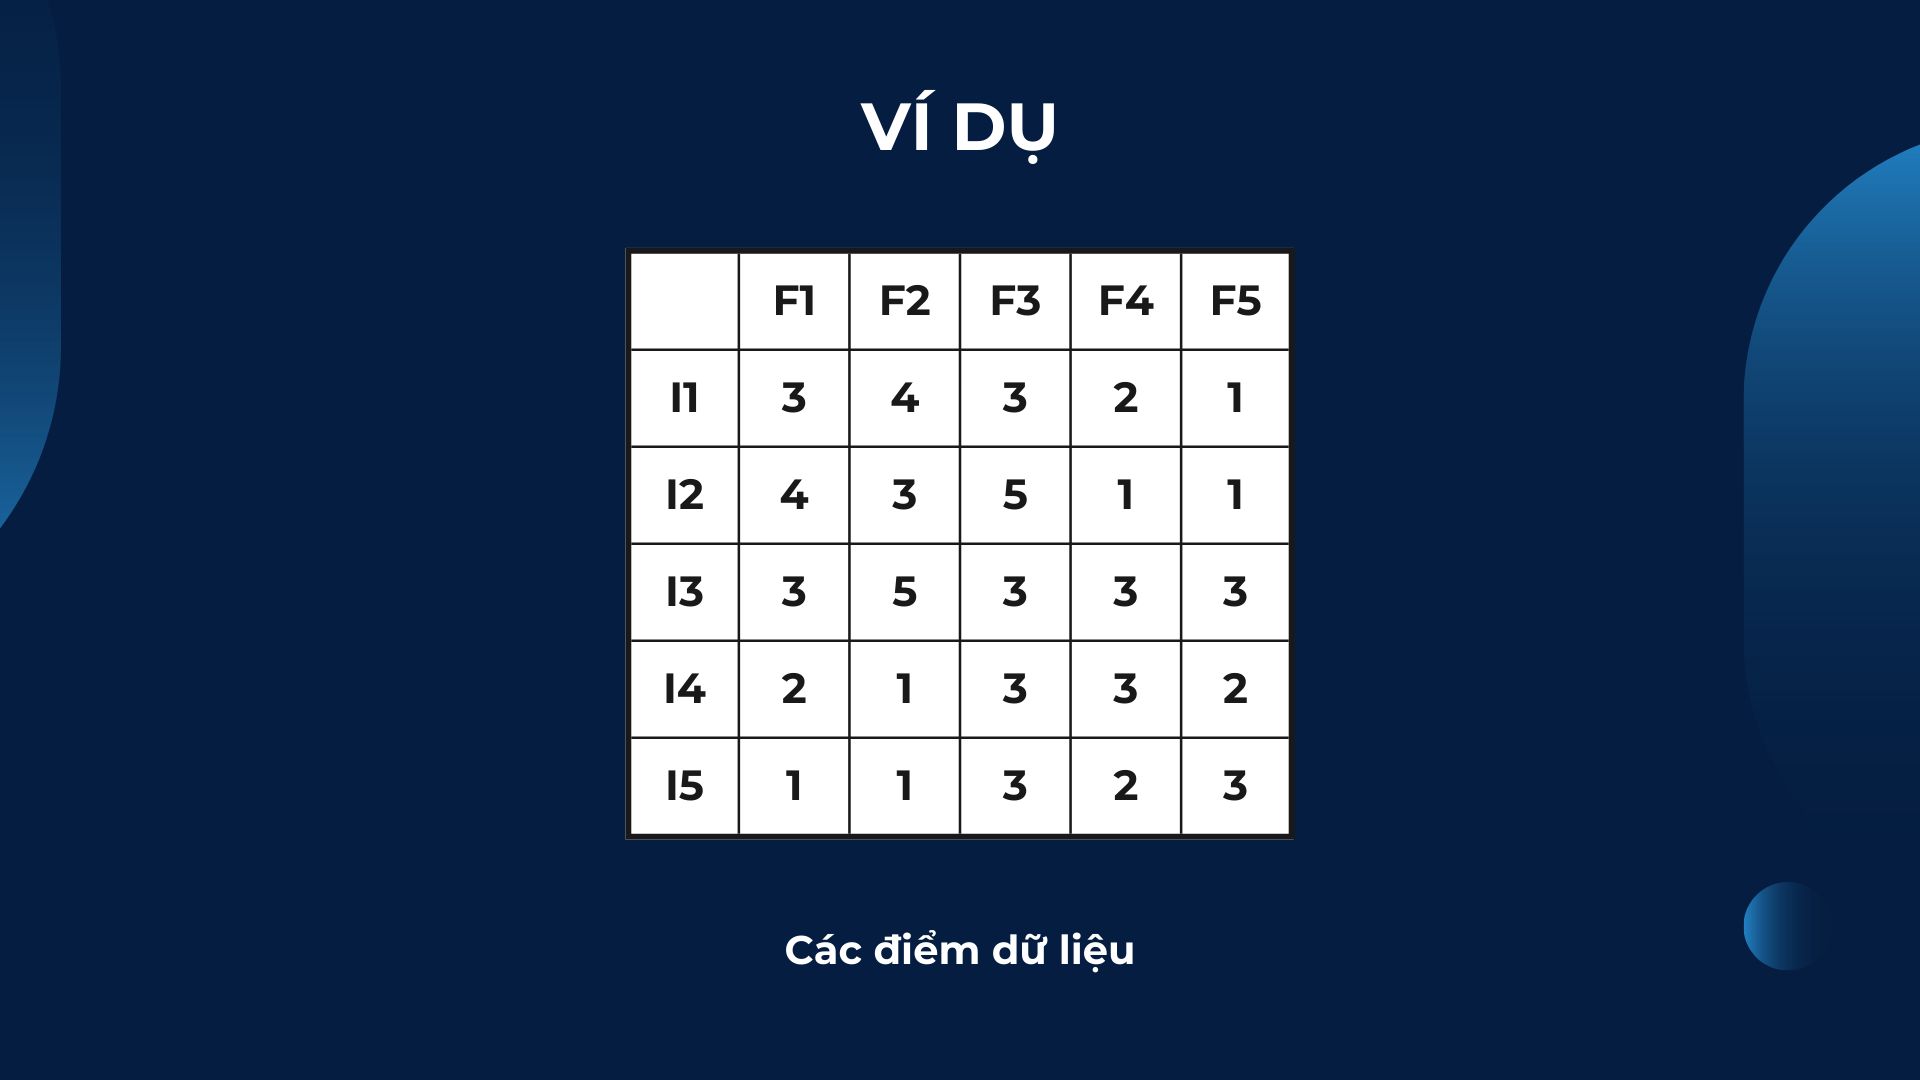 VÍ DỤ
F1 F2 F3 F4 F5
I1 3 4 3 2 1
I2 4 3 5 1 1
I3 3 5 3 3 3
I4 2 1 3 3 2
I5 1 1 3 2 3
Các điểm dữ liệu